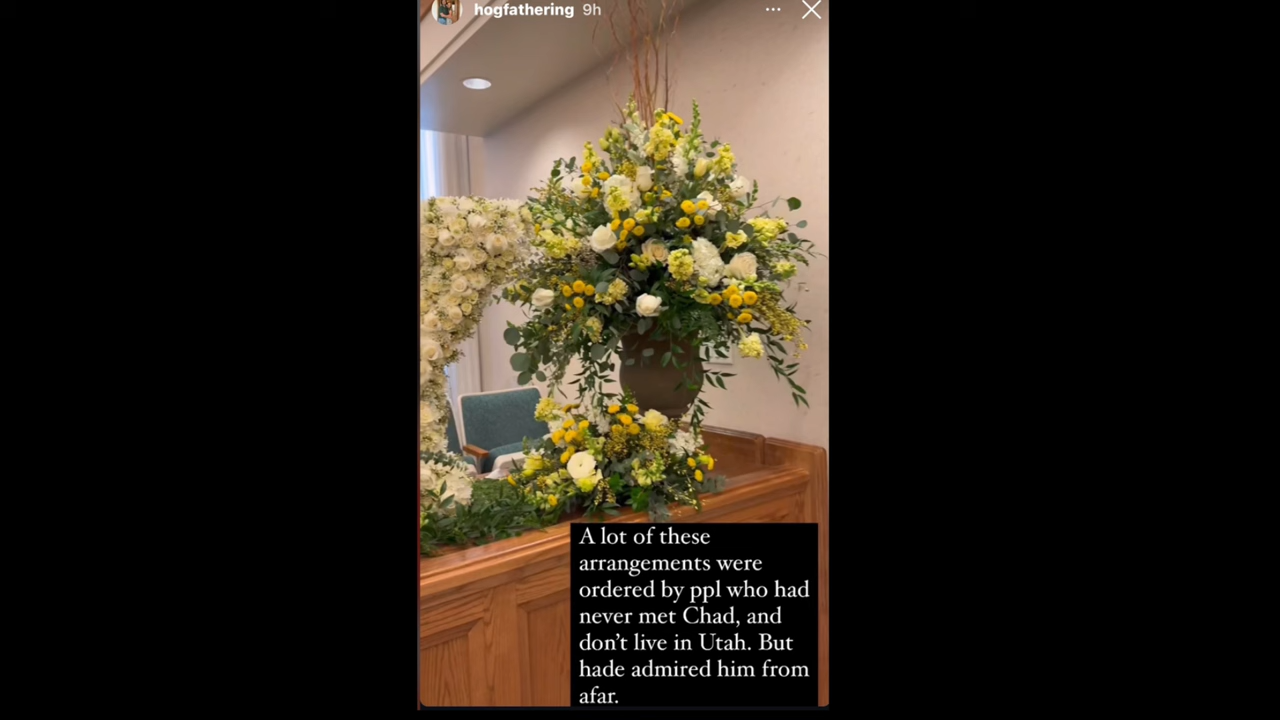 hogfathering 9h
A lot of these
arrangements were
ordered by ppl who had
never met Chad, and
don’t live in Utah. But
hade admired him from
afar.